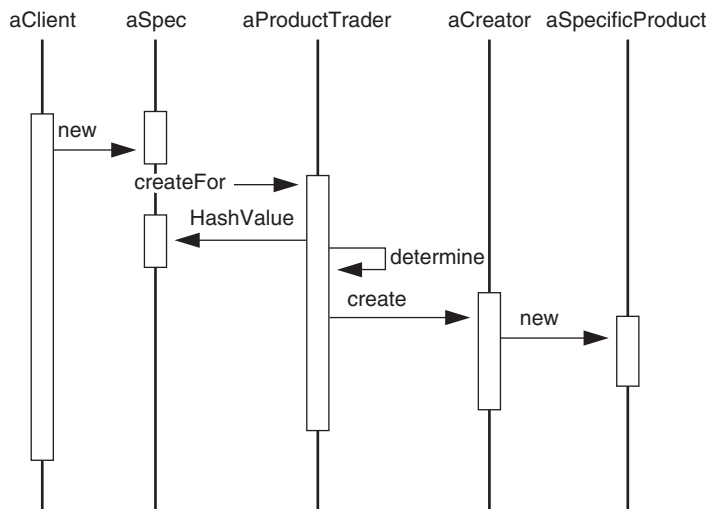 aClient aSpec aProductTrader aCreator aSpecificProduct
new
createFor
HashValue
determine
create
new